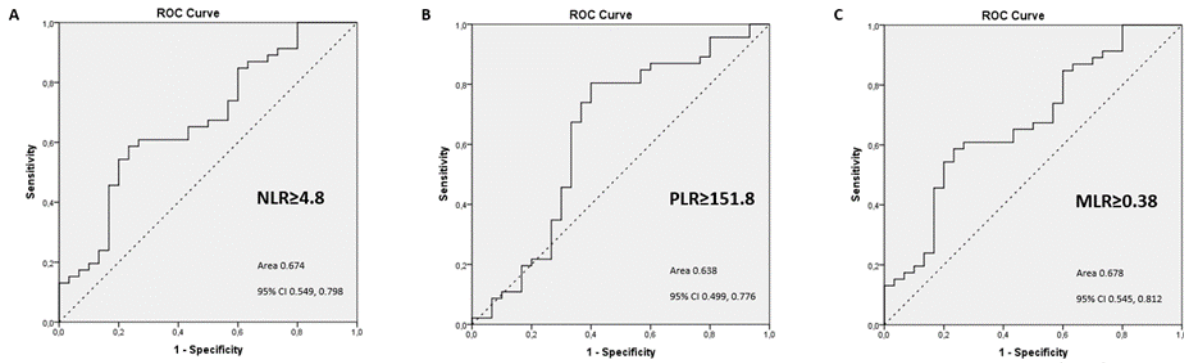 A
ROC Curve
Sensitivity
1,0
0,8
0,6
0,4
0,2
0,0
NLR≥4.8
Area 0.674
95% CI 0.549, 0.798
0,0 0,2 0,4 0,6 0,8 1,0
1 - Specificity
B
ROC Curve
Sensitivity
1,0
0,8
0,6
0,4
0,2
0,0
PLR≥151.8
Area 0.638
95% CI 0.499, 0.776
0,0 0,2 0,4 0,6 0,8 1,0
1 - Specificity
C
ROC Curve
Sensitivity
1,0
0,8
0,6
0,4
0,2
0,0
MLR≥0.38
Area 0.678
95% CI 0.545, 0.812
0,0 0,2 0,4 0,6 0,8 1,0
1 - Specificity